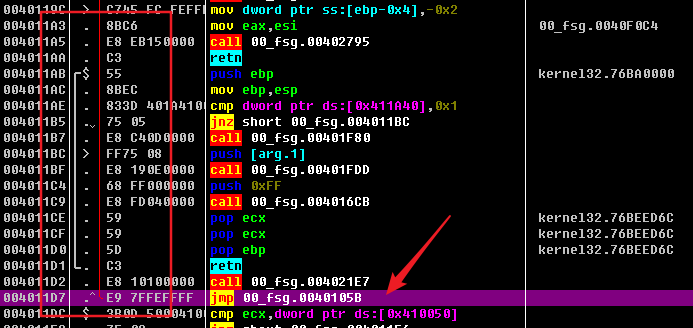 0040119C . C745 FC FEFFF mov dword ptr ss:[ebp-0x4],-0x2
004011A3 . 8BC6 mov eax,esi 00_fsg.0040F0C4
004011A5 . E8 EB150000 call 00_fsg.00402795
004011AA . C3 retn
004011AB $ 55 push ebp kernel32.76BA0000
004011AC . 8BEC mov ebp,esp
004011AE . 833D 401A4100 cmp dword ptr ds:[0x411A40],0x1
004011B5 . 75 05 jnz short 00_fsg.004011BC
004011B7 . E8 C40D0000 call 00_fsg.00401F80
004011BC > FF75 08 push [arg.1]
004011BF . E8 190E0000 call 00_fsg.00401FDD
004011C4 . 68 FF000000 push 0xFF
004011C9 . E8 FD040000 call 00_fsg.004016CB
004011CE . 59 pop ecx kernel32.76BEED6C
004011CF . 59 pop ecx kernel32.76BEED6C
004011D0 . 5D pop ebp kernel32.76BEED6C
004011D1 . C3 retn
004011D2 . E8 10100000 call 00_fsg.004021E7
004011D7 .^ E9 7FFEFFFF jmp 00_fsg.0040105B
004011DC $ 3B0D 50004100 cmp ecx,dword ptr ds:[0x410050]